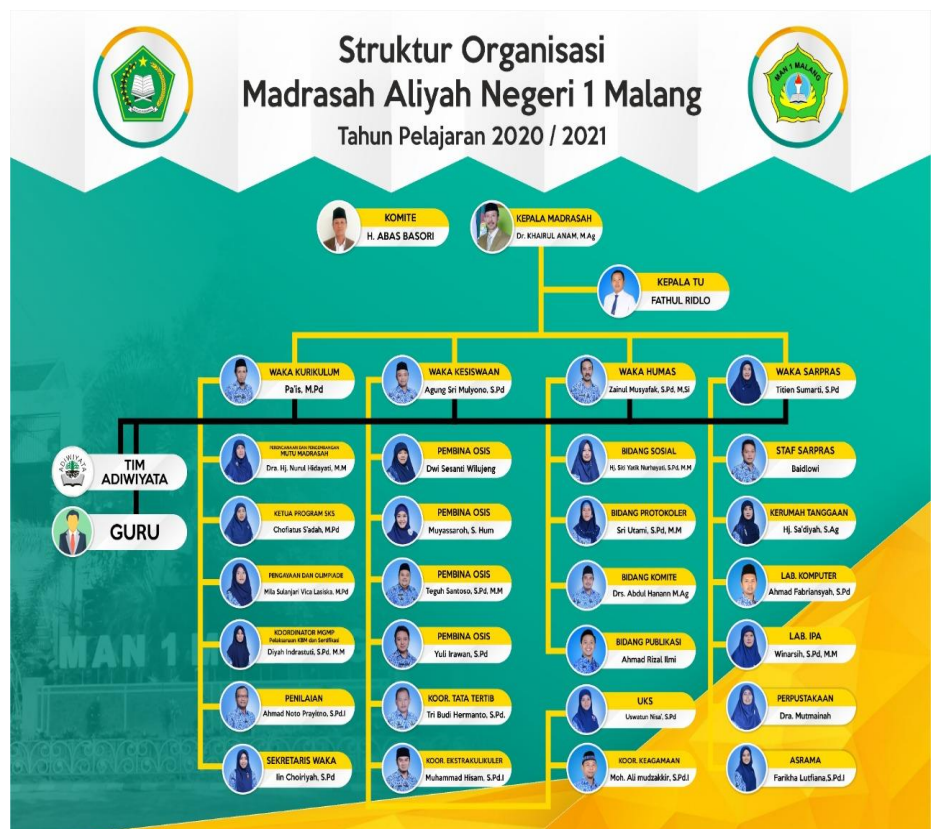 Struktur Organisasi
Madrasah Aliyah Negeri 1 Malang
Tahun Pelajaran 2020 / 2021
MAN 1 MALANG
KOMITE
H. ABAS BASORI
KEPALA MADRASAH
Dr. KHAIRUL ANAM, M.Ag
KEPALA TU
FATHUL RIDLO
WAKA KURIKULUM
Pa'is, M.Pd
WAKA KESISWAAN
Agung Sri Mulyono, S.Pd
WAKA HUMAS
Zainul Musyafak, S.Pd, M,Si
WAKA SARPRAS
Titien Sumarti, S.Pd
ADIWIYATA
TIM
ADIWIYATA
GURU
PERENCANAAN DAN PENGEMBANGAN
MUTU MADRASAH
Dra. Hj. Nurul Hidayati, M.M
KETUA PROGRAM SKS
Chofiatus S'adah, M.Pd
PENGAYAAN DAN OLIMPIADE
Mila Sulanjari Vica Lasiska, M.Pd
KOORDINATOR MGMP
Pelaksanaan KBM dan Sertifikasi
Diyah Indrastuti, S.Pd, M.M
PENILAIAN
Ahmad Noto Prayitno, S.Pd.I
SEKRETARIS WAKA
Iin Choiriyah, S.Pd
PEMBINA OSIS
Dwi Sesanti Wilujeng
PEMBINA OSIS
Muyassaroh, S. Hum
PEMBINA OSIS
Teguh Santoso, S.Pd, M.M
PEMBINA OSIS
Yuli Irawan, S.Pd
KOOR. TATA TERTIB
Tri Budi Hermanto, S.Pd,
KOOR. EKSTRAKULIKULER
Muhammad Hisam, S.Pd.I
BIDANG SOSIAL
Hj. Siti Yatik Nurhayati, S.Pd, M.M
BIDANG PROTOKOLER
Sri Utami, S.Pd, M.M
BIDANG KOMITE
Drs. Abdul Hanann M.Ag
BIDANG PUBLIKASI
Ahmad Rizal Ilmi
UKS
Uswatun Nisa', S.Pd
KOOR. KEAGAMAAN
Moh. Ali mudzakkir, S.Pd.I
STAF SARPRAS
Baidlowi
KERUMAH TANGGAAN
Hj. Sa'diyah, S.Ag
LAB. KOMPUTER
Ahmad Fabriansyah, S.Pd
LAB. IPA
Winarsih, S.Pd, M.M
PERPUSTAKAAN
Dra. Mutmainah
ASRAMA
Farikha Lutfiana,S.Pd.I
MAN 1 M